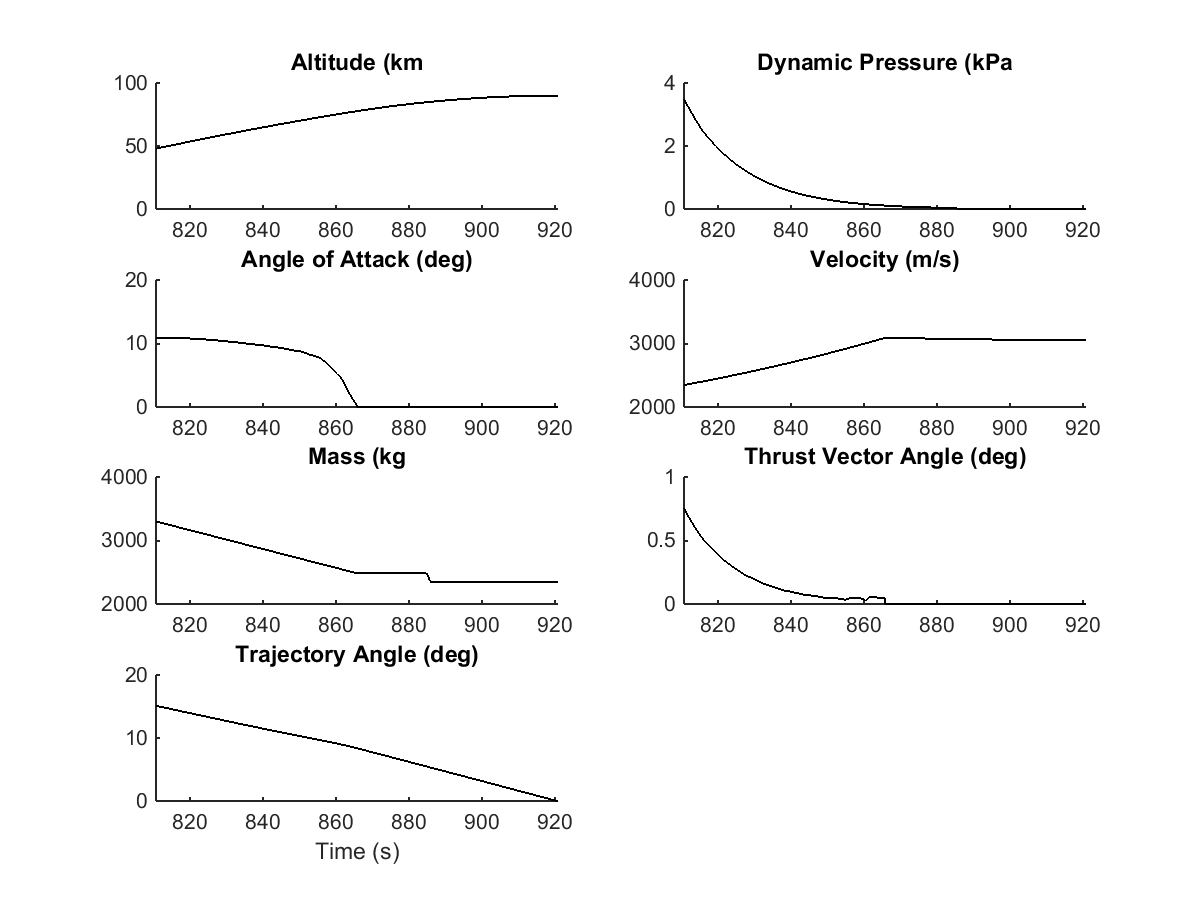 Altitude (km
100
50
0
820 840 860 880 900 920
Dynamic Pressure (kPa
4
2
0
820 840 860 880 900 920
Angle of Attack (deg)
20
10
0
820 840 860 880 900 920
Velocity (m/s)
4000
3000
2000
820 840 860 880 900 920
Mass (kg
4000
3000
2000
820 840 860 880 900 920
Thrust Vector Angle (deg)
1
0.5
0
820 840 860 880 900 920
Trajectory Angle (deg)
20
10
0
820 840 860 880 900 920
Time (s)